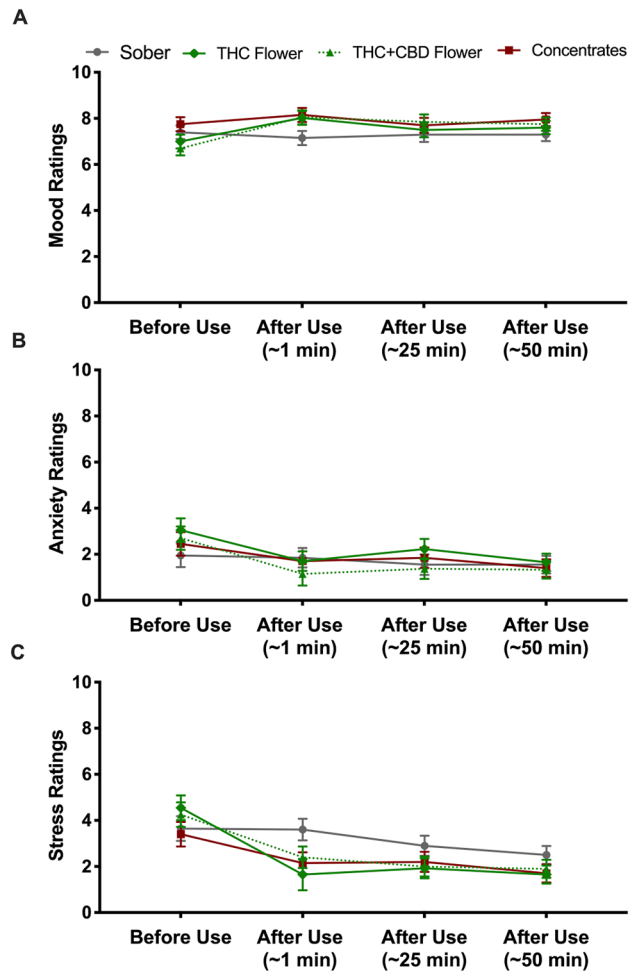 A
Sober THC Flower THC+CBD Flower Concentrates
10
8
6
4
2
0
Mood Ratings
Before Use After Use After Use After Use
(~1 min) (~25 min) (~50 min)
B
10
8
6
4
2
0
Anxiety Ratings
Before Use After Use After Use After Use
(~1 min) (~25 min) (~50 min)
C
10
8
6
4
2
0
Stress Ratings
Before Use After Use After Use After Use
(~1 min) (~25 min) (~50 min)